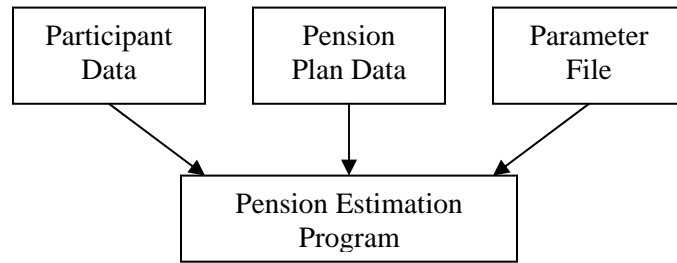 Participant
Data
Pension
Plan Data
Parameter
File
Pension Estimation
Program